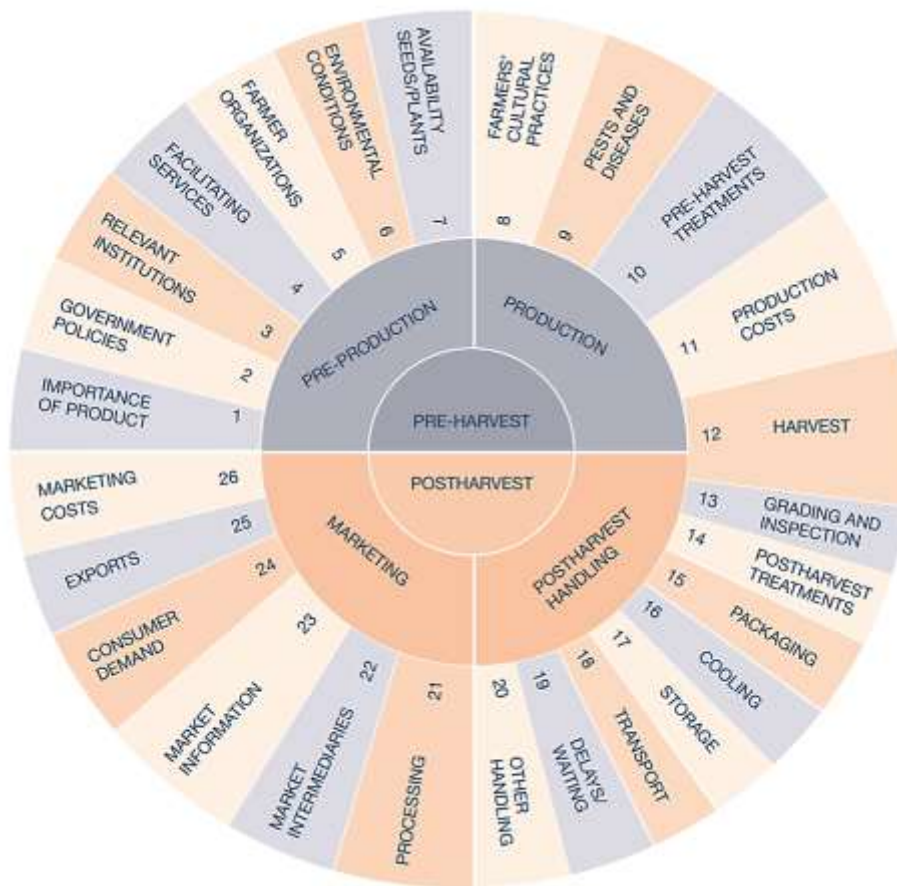 PRE-HARVEST
POSTHARVEST
PRE-PRODUCTION
PRODUCTION
POSTHARVEST
HANDLING
MARKETING
1
IMPORTANCE
OF PRODUCT
2
GOVERNMENT
POLICIES
3
RELEVANT
INSTITUTIONS
4
FACILITATING
SERVICES
5
FARMER
ORGANIZATIONS
6
ENVIRONMENTAL
CONDITIONS
7
AVAILABILITY
SEEDS/PLANTS
8
FARMERS'
CULTURAL
PRACTICES
9
PESTS AND
DISEASES
10
PRE-HARVEST
TREATMENTS
11
PRODUCTION
COSTS
12
HARVEST
13
GRADING AND
INSPECTION
14
POSTHARVEST
TREATMENTS
15
PACKAGING
16
COOLING
17
STORAGE
18
TRANSPORT
19
DELAYS/
WAITING
20
OTHER
HANDLING
21
PROCESSING
22
MARKET
INTERMEDIARIES
23
MARKET
INFORMATION
24
CONSUMER
DEMAND
25
EXPORTS
26
MARKETING
COSTS